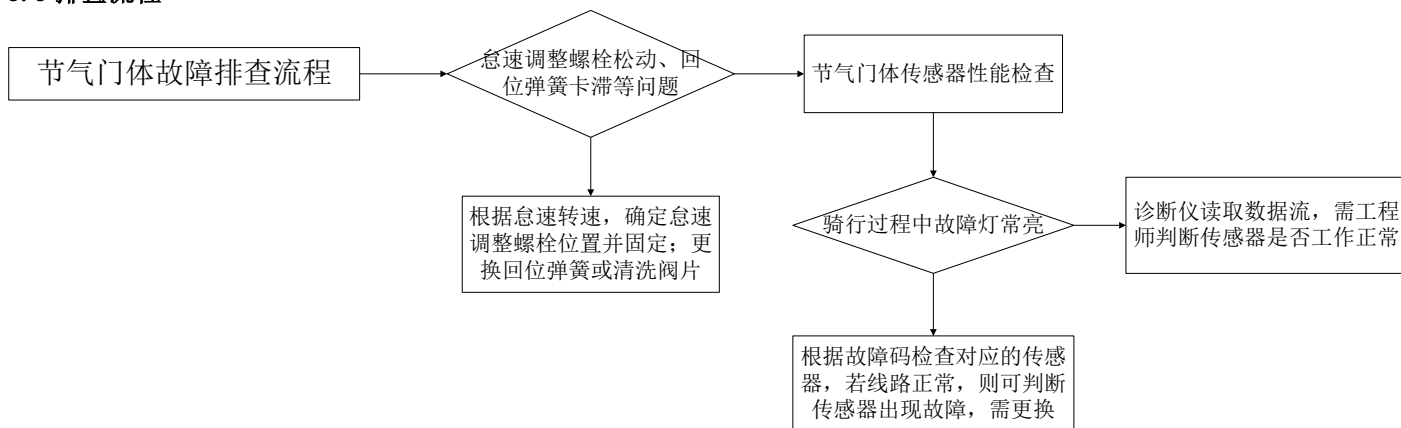 节气门体故障排查流程
怠速调整螺栓松动、回
位弹簧卡滞等问题
节气门体传感器性能检查
根据怠速转速，确定怠速
调整螺栓位置并固定；更
换回位弹簧或清洗阀片
骑行过程中故障灯常亮
诊断仪读取数据流，需工程
师判断传感器是否工作正常
根据故障码检查对应的传感
器，若线路正常，则可判断
传感器出现故障，需更换